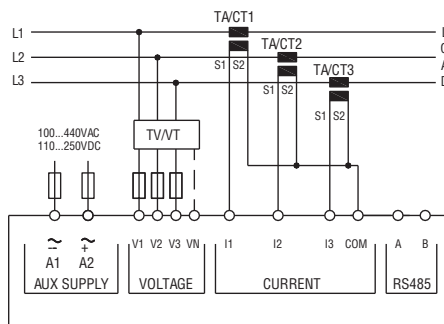 TA/CT1
L1
L
TA/CT2
L2
O
S1 S2
TA/CT3
A
L3
S1 S2
D
S1 S2
100...440VAC
110...250VDC
TV/VT
V1 V2 V3 VN I1 I2 I3 COM A B
~ ~
− +
A1 A2
AUX SUPPLY VOLTAGE CURRENT RS485